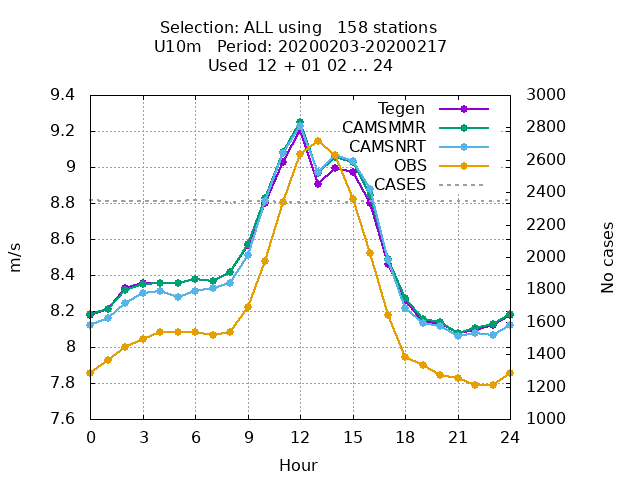 Selection: ALL using   158 stations
U10m   Period: 20200203-20200217
Used  12 + 01 02 ... 24
9.4
9.2
9
8.8
8.6
8.4
8.2
8
7.8
7.6
m/s
Tegen
CAMSMMR
CAMSNRT
OBS
CASES
3000
2800
2600
2400
2200
2000
1800
1600
1400
1200
1000
No cases
0 3 6 9 12 15 18 21 24
Hour